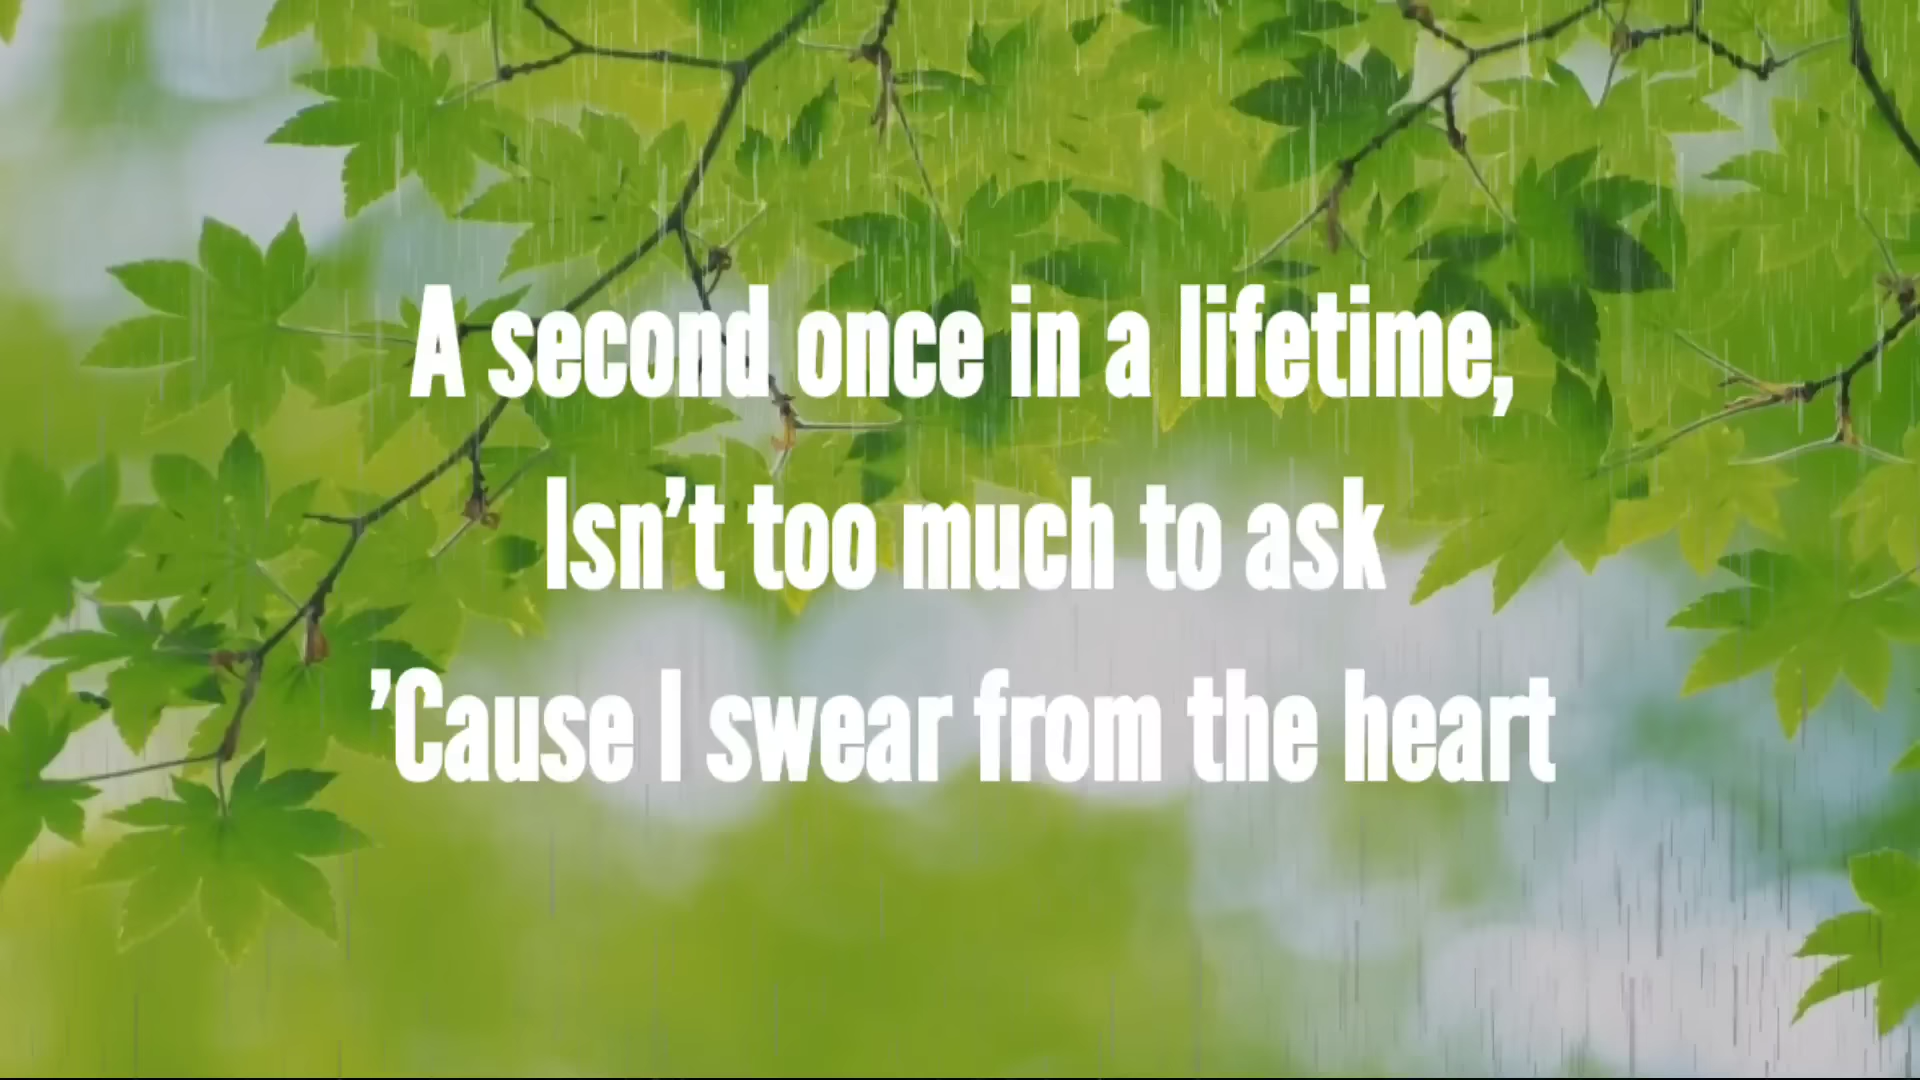 A second once in a lifetime,
Isn't too much to ask
'Cause I swear from the heart